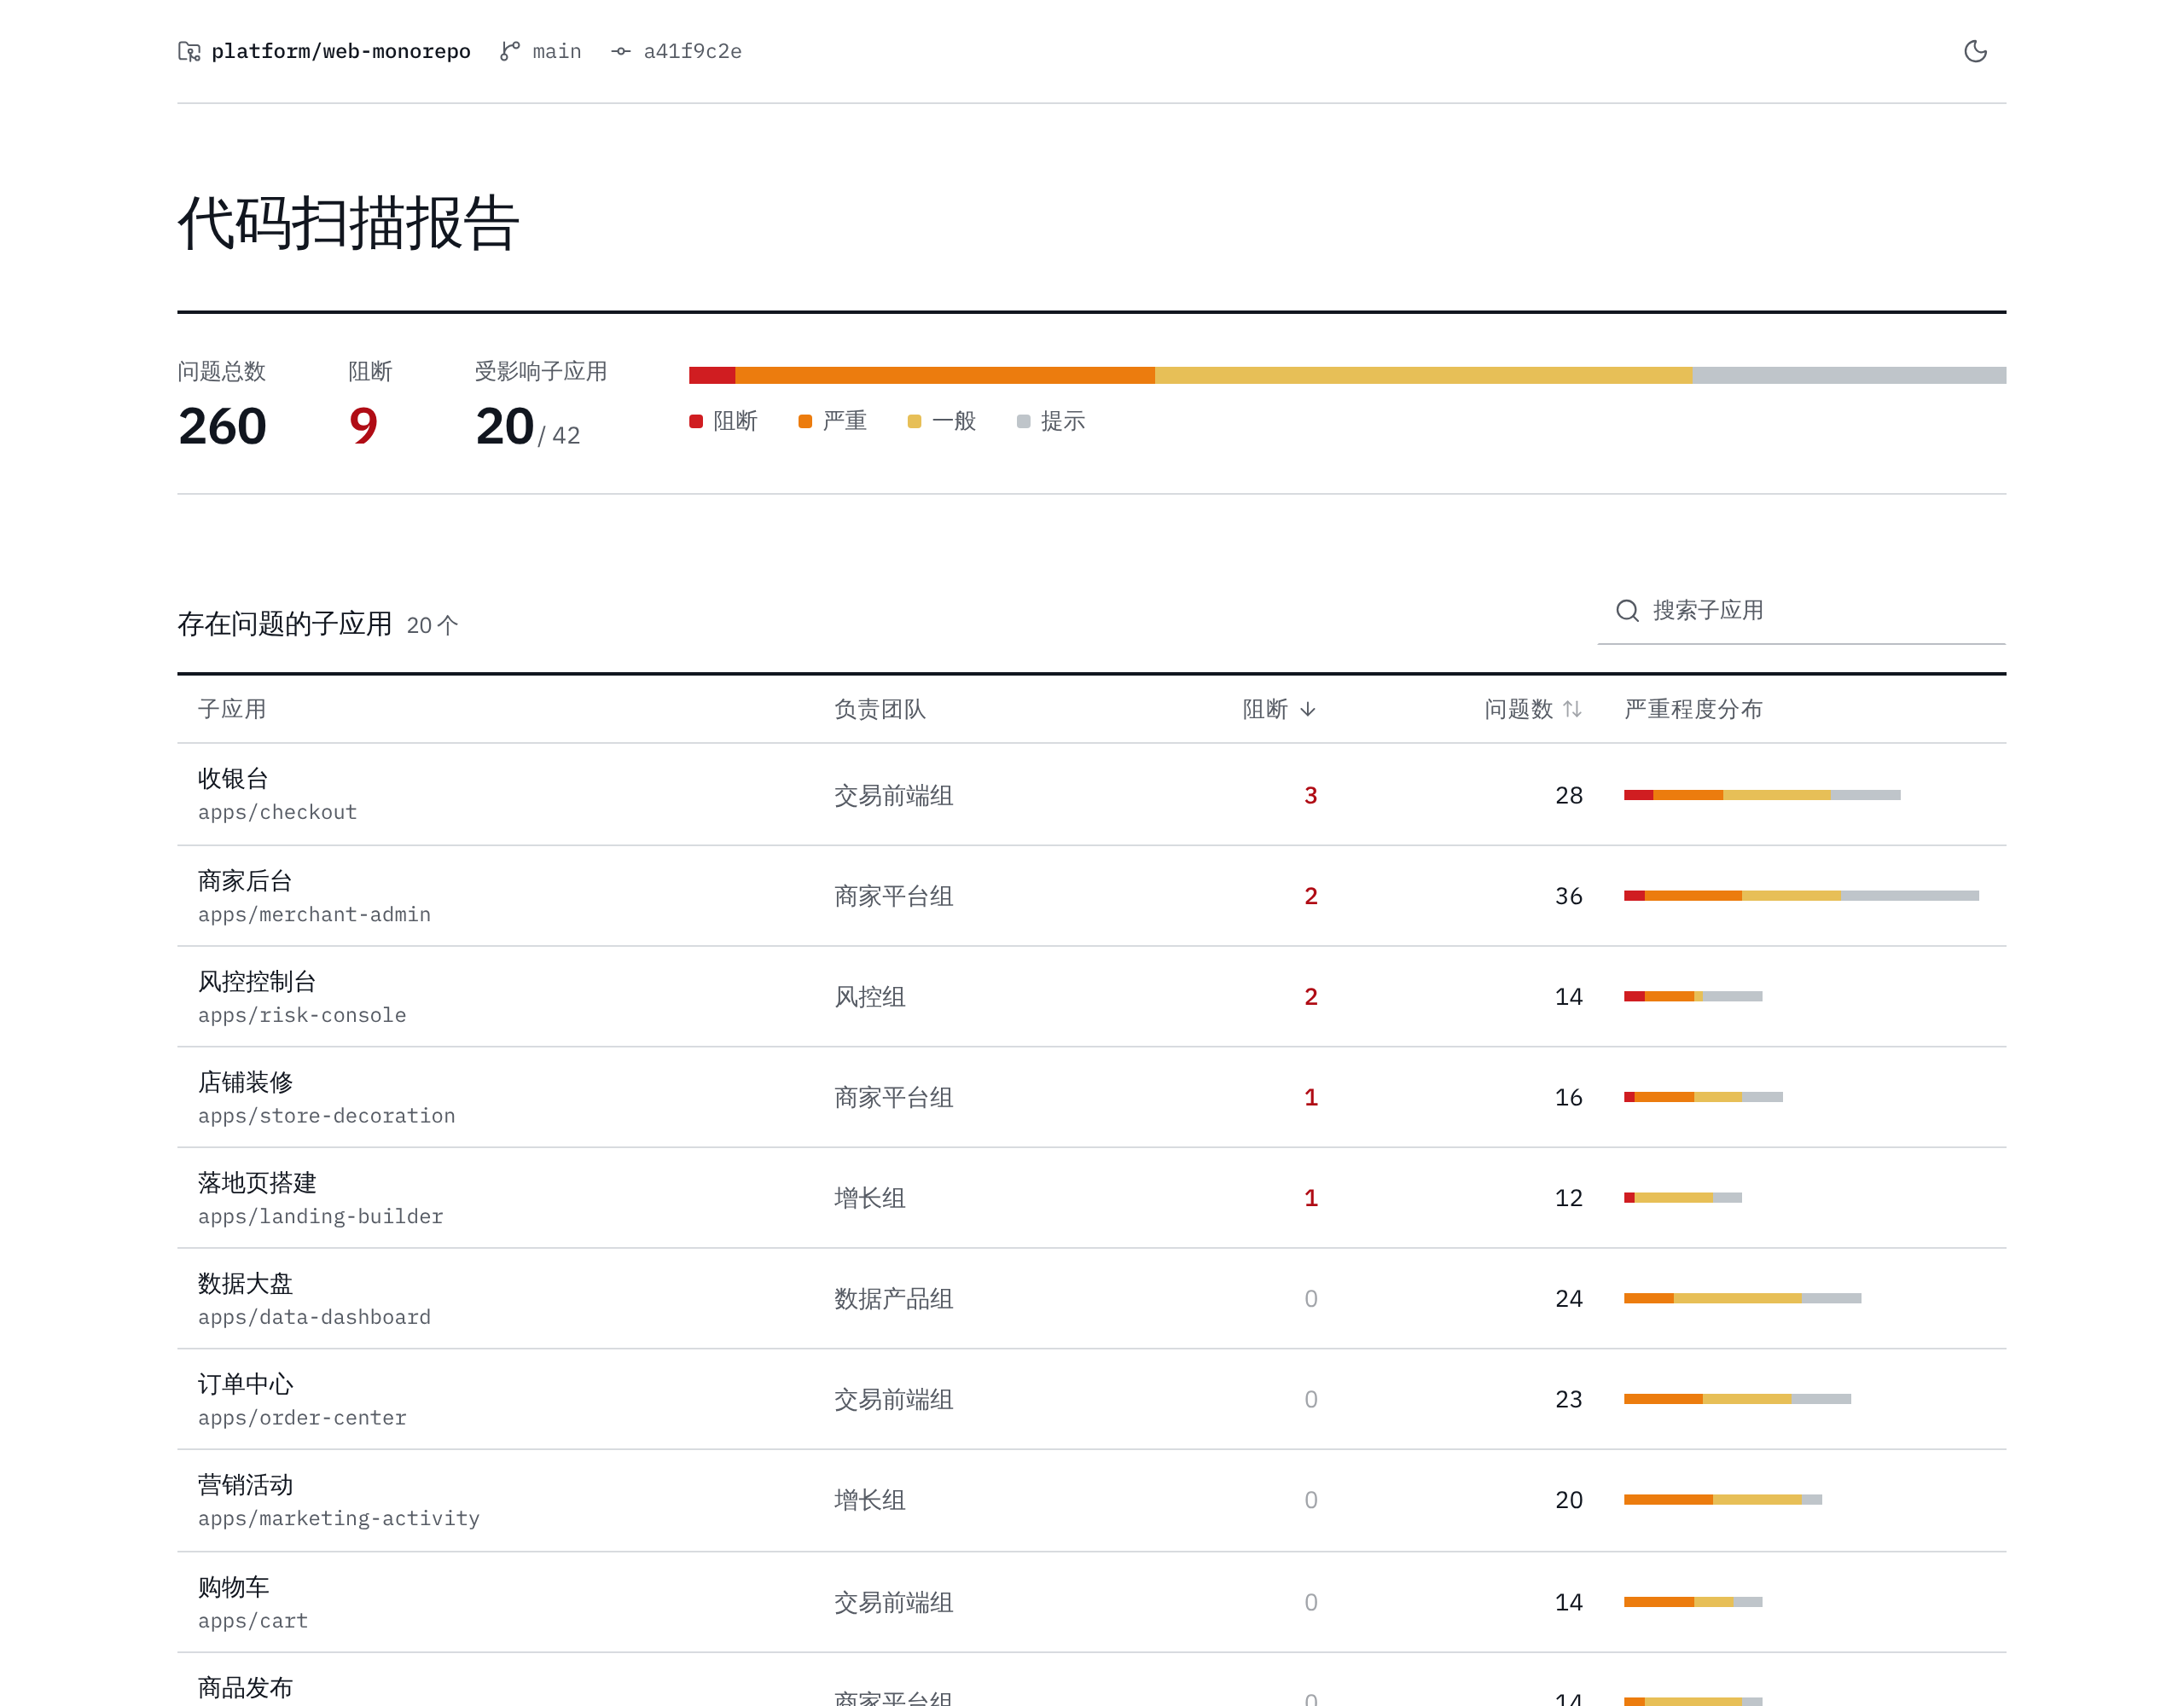 platform/web-monorepo main a41f9c2e
代码扫描报告
问题总数 阻断 受影响子应用
260 9 20 / 42
阻断 严重 一般 提示
存在问题的子应用 20 个 搜索子应用
子应用 负责团队 阻断 问题数 严重程度分布
收银台
apps/checkout 交易前端组 3 28
商家后台
apps/merchant-admin 商家平台组 2 36
风控控制台
apps/risk-console 风控组 2 14
店铺装修
apps/store-decoration 商家平台组 1 16
落地页搭建
apps/landing-builder 增长组 1 12
数据大盘
apps/data-dashboard 数据产品组 0 24
订单中心
apps/order-center 交易前端组 0 23
营销活动
apps/marketing-activity 增长组 0 20
购物车
apps/cart 交易前端组 0 14
商品发布
商家平台组 0 14